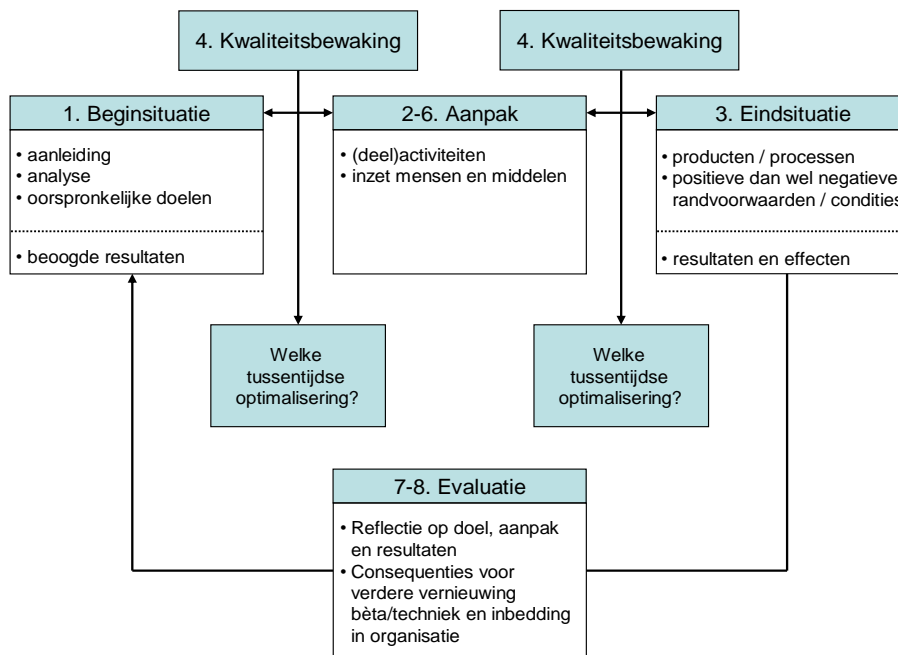 4. Kwaliteitsbewaking
4. Kwaliteitsbewaking
1. Beginsituatie
• aanleiding
• analyse
• oorspronkelijke doelen
• beoogde resultaten
2-6. Aanpak
• (deel)activiteiten
• inzet mensen en middelen
3. Eindsituatie
• producten / processen
• positieve dan wel negatieve
randvoorwaarden / condities
• resultaten en effecten
Welke
tussentijdse
optimalisering?
Welke
tussentijdse
optimalisering?
7-8. Evaluatie
• Reflectie op doel, aanpak
en resultaten
• Consequenties voor
verdere vernieuwing
bèta/techniek en inbedding
in organisatie